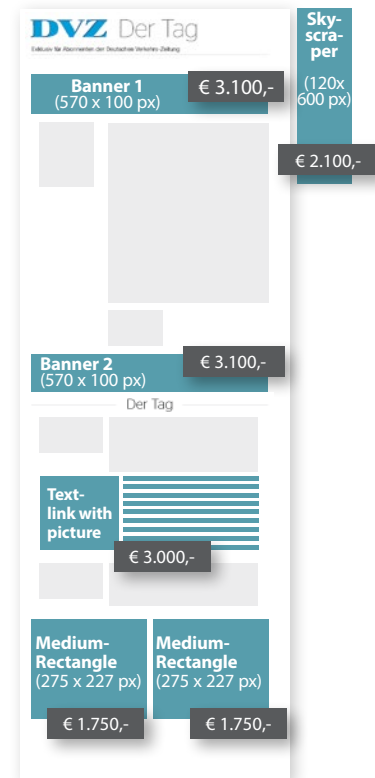 DVZ Der Tag
Exklusiv für Abonnenten der Deutschen Verkehrs-Zeitung
Banner 1
(570 x 100 px)
€ 3.100,-
Sky-
scra-
per
(120x
600 px)
€ 2.100,-
Banner 2
(570 x 100 px)
€ 3.100,-
Der Tag
Text-
link with
picture
€ 3.000,-
Medium-
Rectangle
(275 x 227 px)
€ 1.750,-
Medium-
Rectangle
(275 x 227 px)
€ 1.750,-